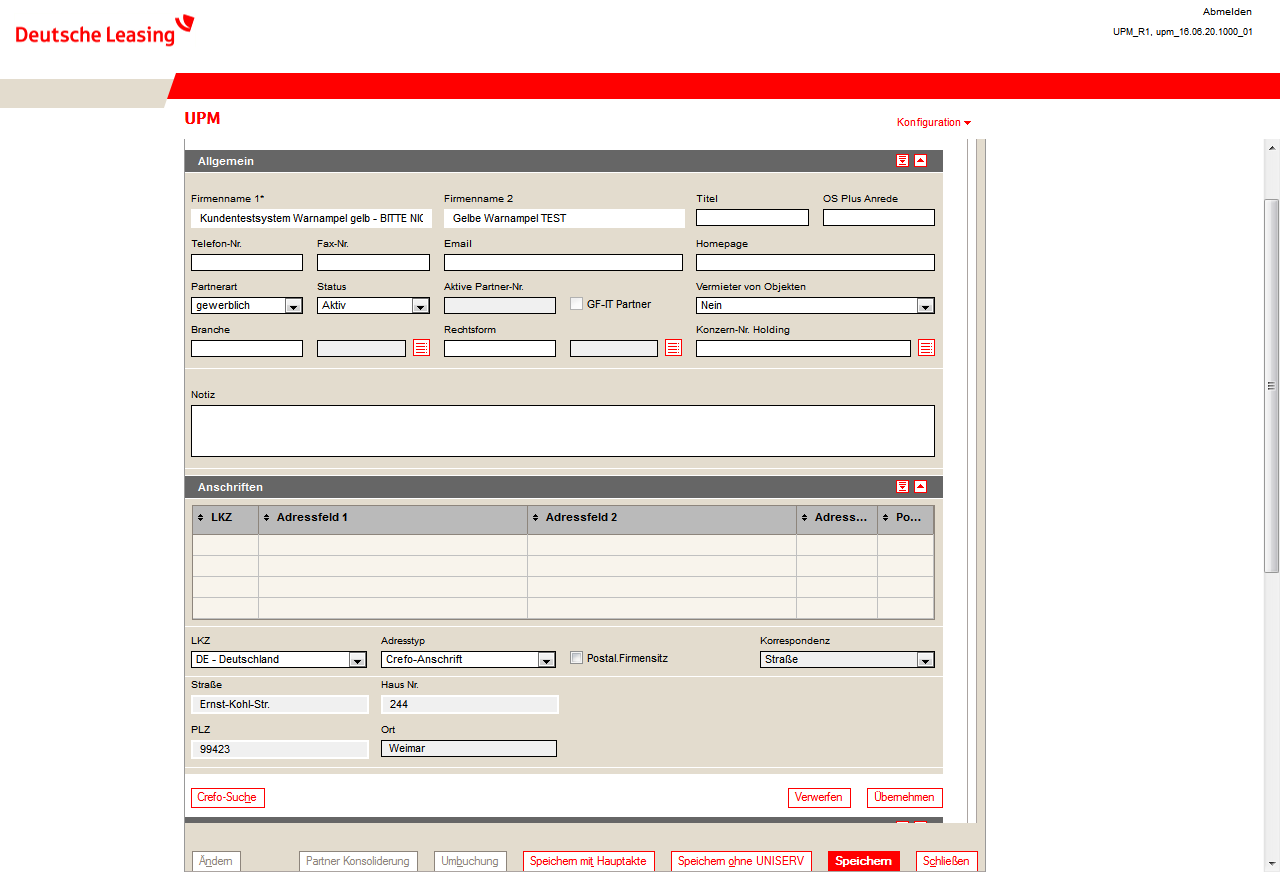 Deutsche Leasing
Abmelden
UPM_R1, upm_16.06.20.1000_01
UPM
Konfiguration
Allgemein
Firmenname 1* Firmenname 2 Titel OS Plus Anrede
Kundentestsystem Warnampel gelb - BITTE NIC Gelbe Warnampel TEST
Telefon-Nr. Fax-Nr. Email Homepage
Partnerart Status Aktive Partner-Nr. Vermieter von Objekten
gewerblich Aktiv GF-IT Partner Nein
Branche Rechtsform Konzern-Nr. Holding
Notiz
Anschriften
LKZ Adressfeld 1 Adressfeld 2 Adress... Po...
LKZ Adresstyp Korrespondenz
DE - Deutschland Crefo-Anschrift Postal.Firmensitz Straße
Straße Haus Nr.
Ernst-Kohl-Str. 244
PLZ Ort
99423 Weimar
Crefo-Suche Verwerfen Übernehmen
Ändern Partner Konsolidierung Umbuchung Speichern mit Hauptakte Speichern ohne UNISERV Speichern Schließen